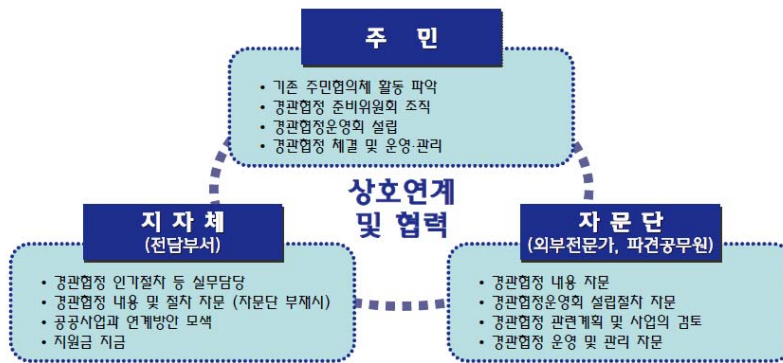 주 민
• 기존 주민협의체 활동 파악
• 경관협정 준비위원회 조직
• 경관협정운영회 설립
• 경관협정 체결 및 운영·관리
상호연계
및 협력
지 자 체
(전담부서)
• 경관협정 인가절차 등 실무담당
• 경관협정 내용 및 절차 자문 (자문단 부재시)
• 공공사업과 연계방안 모색
• 지원금 지급
자 문 단
(외부전문가, 파견공무원)
• 경관협정 내용 자문
• 경관협정운영회 설립절차 자문
• 경관협정 관련계획 및 사업의 검토
• 경관협정 운영 및 관리 자문